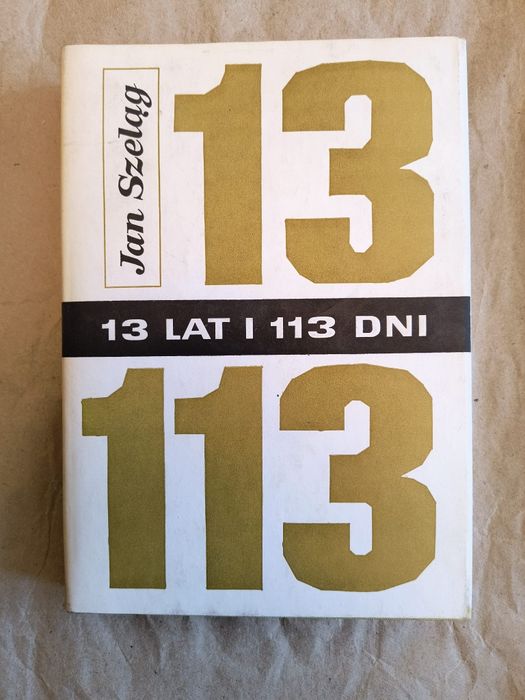 Jan Szeląg
13
13 LAT I 113 DNI
113